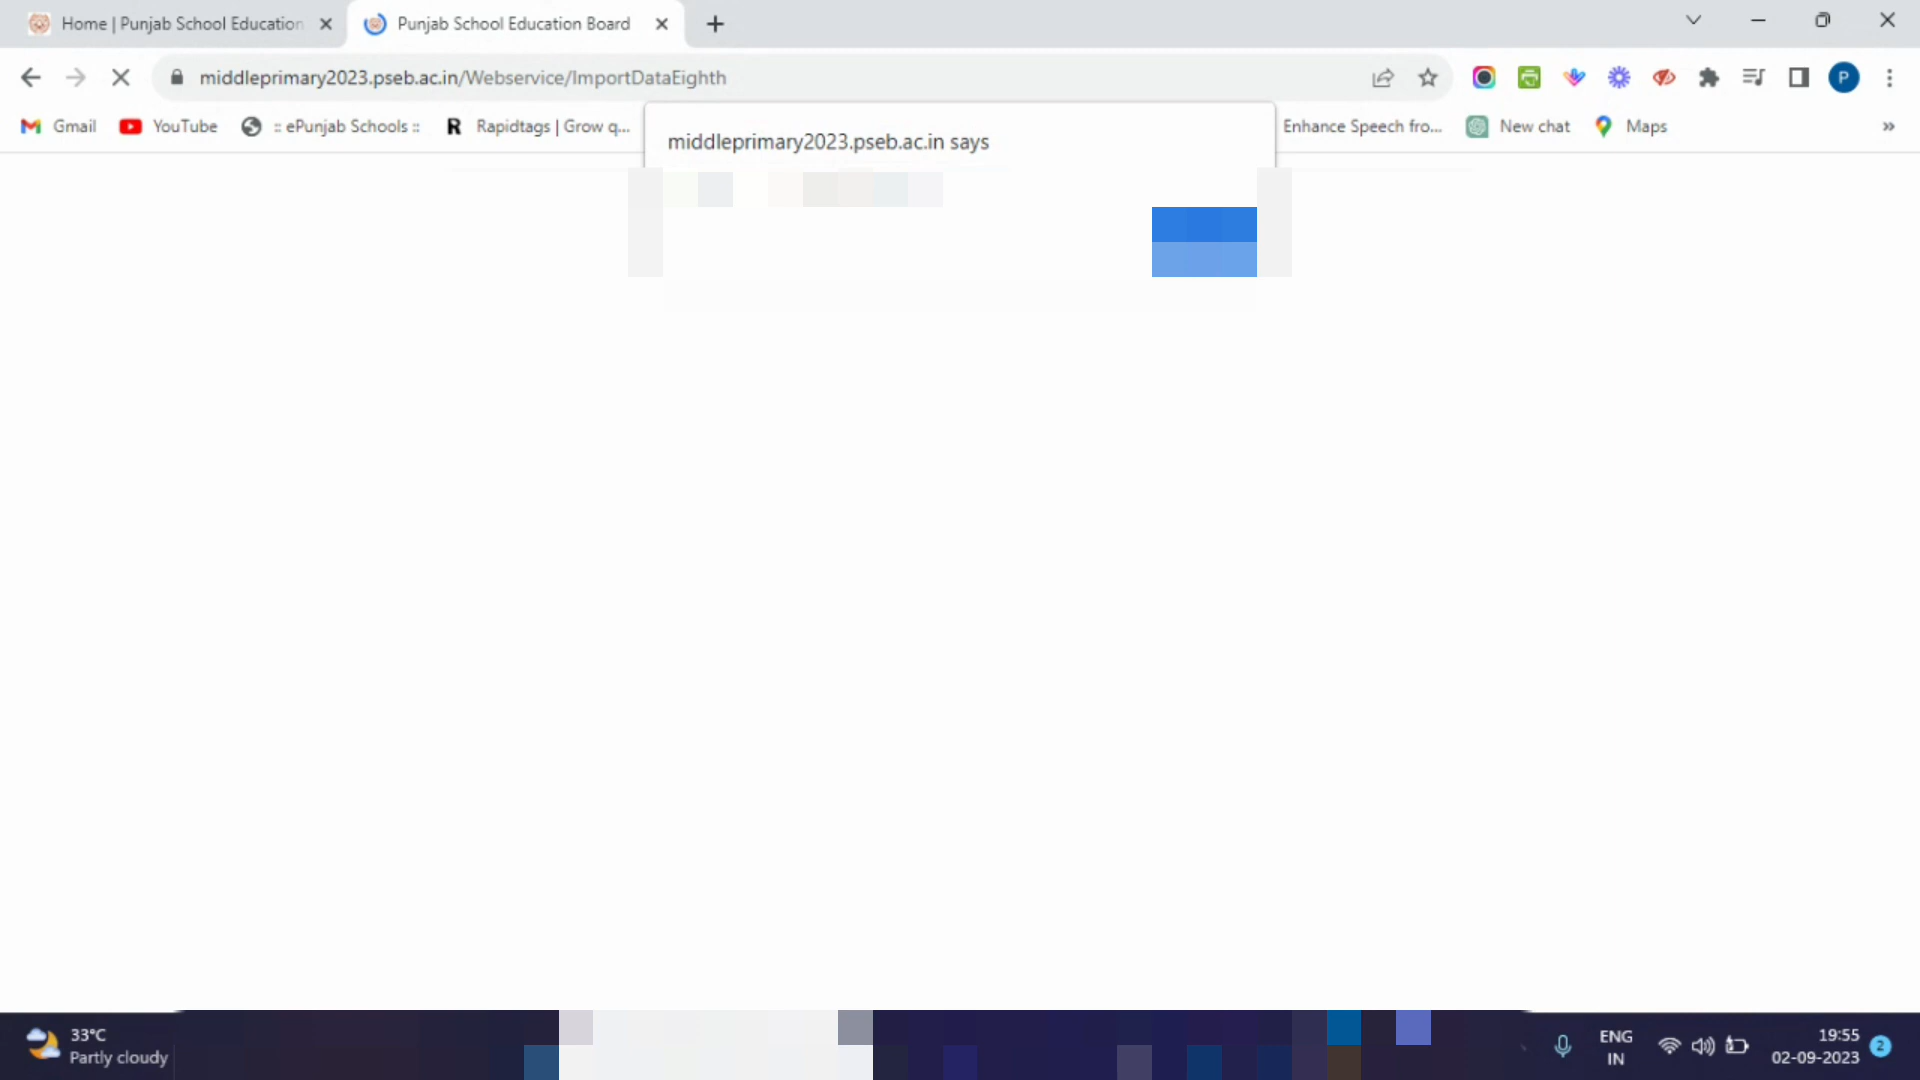 Home | Punjab School Education
Punjab School Education Board
middleprimary2023.pseb.ac.in/Webservice/ImportDataEighth
P
Gmail
YouTube
:: ePunjab Schools ::
R Rapidtags | Grow q...
Enhance Speech fro...
New chat
Maps
»
middleprimary2023.pseb.ac.in says
33°C
Partly cloudy
ENG
IN
19:55
02-09-2023
2